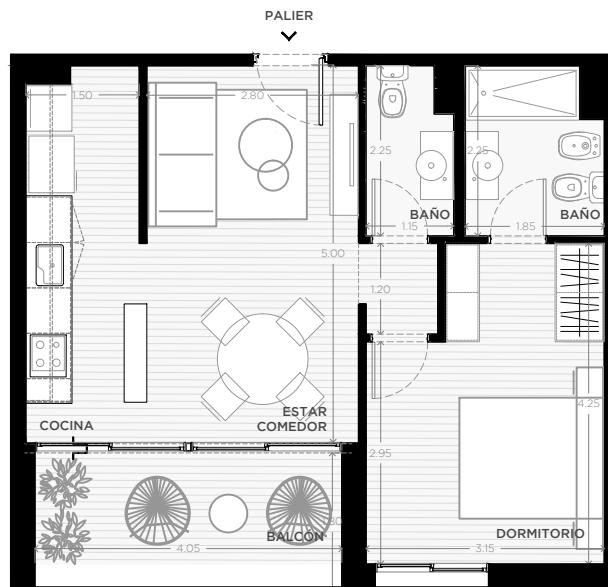 PALIER
1.50
2.80
2.25
2.25
BAÑO
1.15
BAÑO
1.85
5.00
1.20
4.25
COCINA
ESTAR
COMEDOR
2.95
BALCÓN
DORMITORIO
4.05
3.15